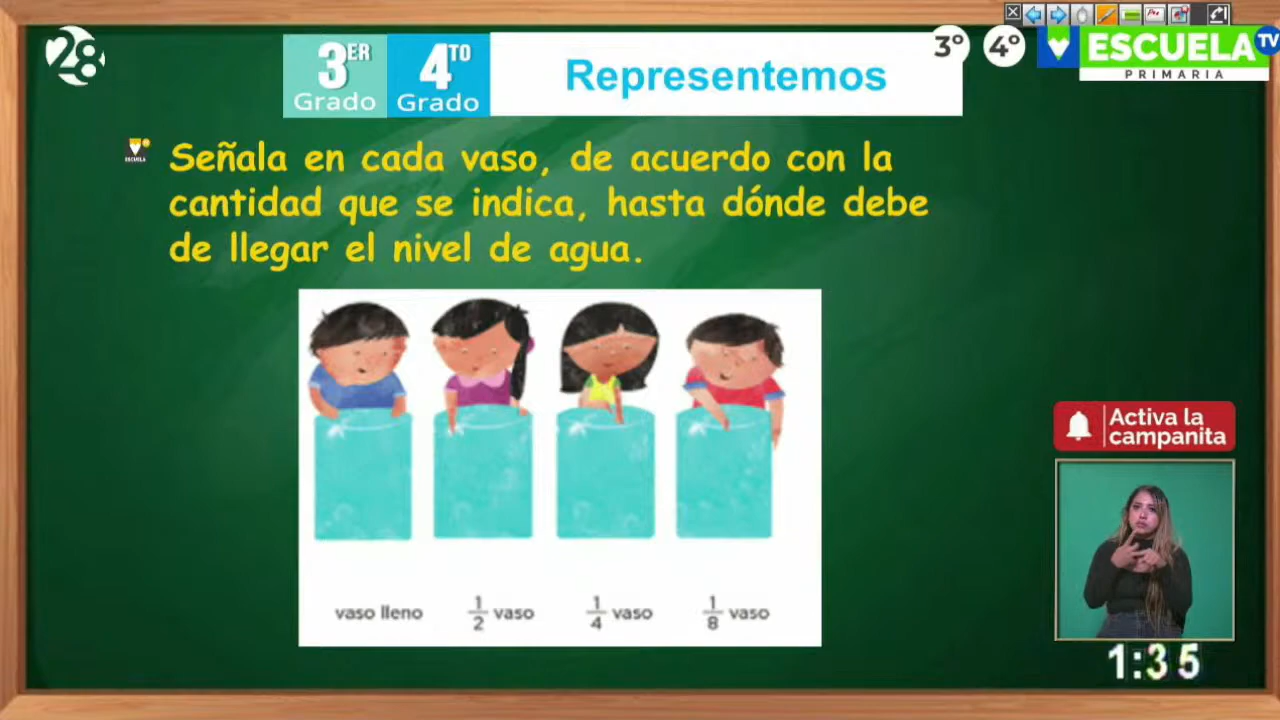 28
3ER Grado
4TO Grado
Representemos
3° 4°
ESCUELA TV
PRIMARIA
Señala en cada vaso, de acuerdo con la
cantidad que se indica, hasta dónde debe
de llegar el nivel de agua.
vaso lleno
1/2 vaso
1/4 vaso
1/8 vaso
Activa la
campanita
1:35